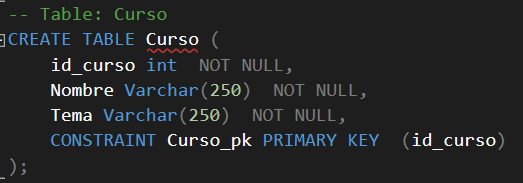 -- Table: Curso
CREATE TABLE Curso (
    id_curso int  NOT NULL,
    Nombre Varchar(250)  NOT NULL,
    Tema Varchar(250)  NOT NULL,
    CONSTRAINT Curso_pk PRIMARY KEY  (id_curso)
);